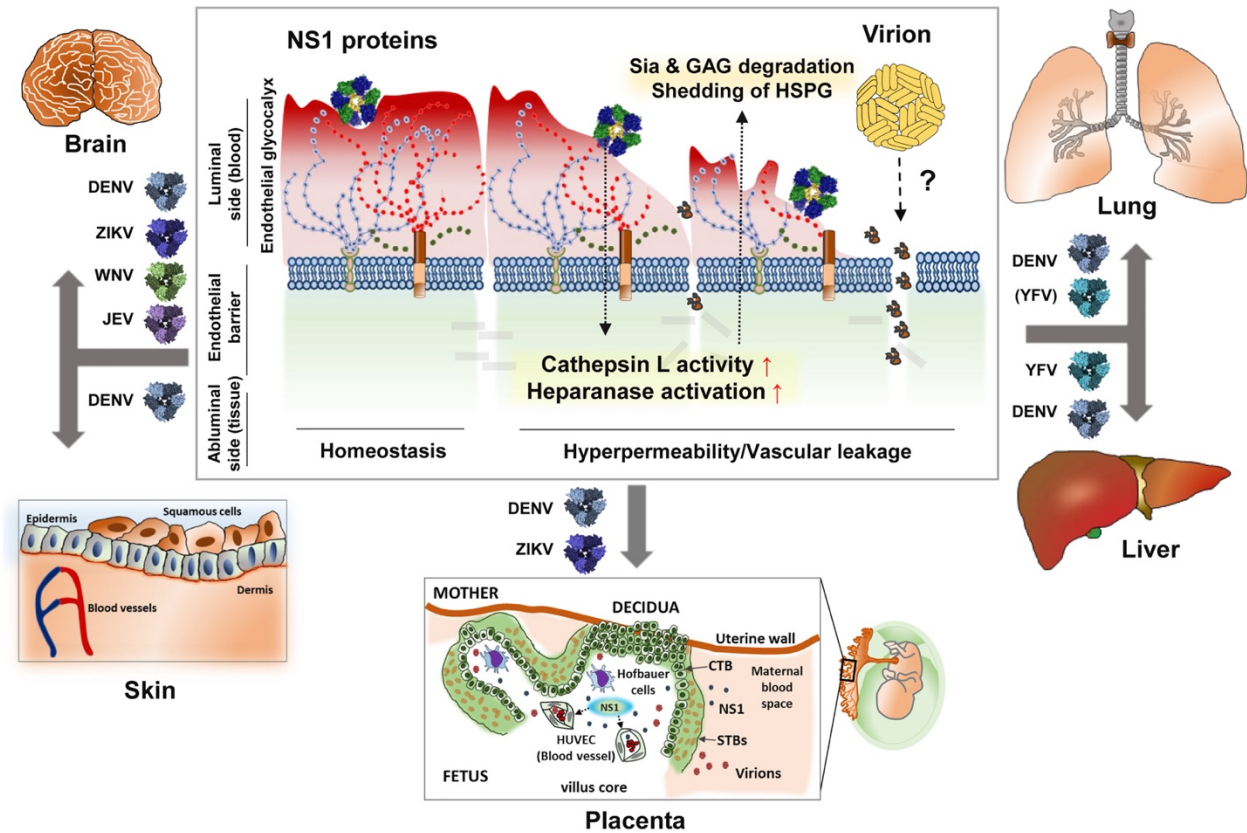 NS1 proteins
Virion
Sia & GAG degradation
Shedding of HSPG
?
Endothelial glycocalyx
Luminal
side (blood)
Endothelial
barrier
Abluminal
side (tissue)
Cathepsin L activity ↑
Heparanase activation ↑
Homeostasis
Hyperpermeability/Vascular leakage
Brain
DENV
ZIKV
WNV
JEV
DENV
Lung
DENV
(YFV)
YFV
DENV
Liver
Epidermis
Squamous cells
Dermis
Blood vessels
Skin
DENV
ZIKV
MOTHER
DECIDUA
Uterine wall
CTB
Hofbauer
cells
Maternal
blood
space
NS1
NS1
HUVEC
(Blood vessel)
STBs
FETUS
villus core
Virions
Placenta